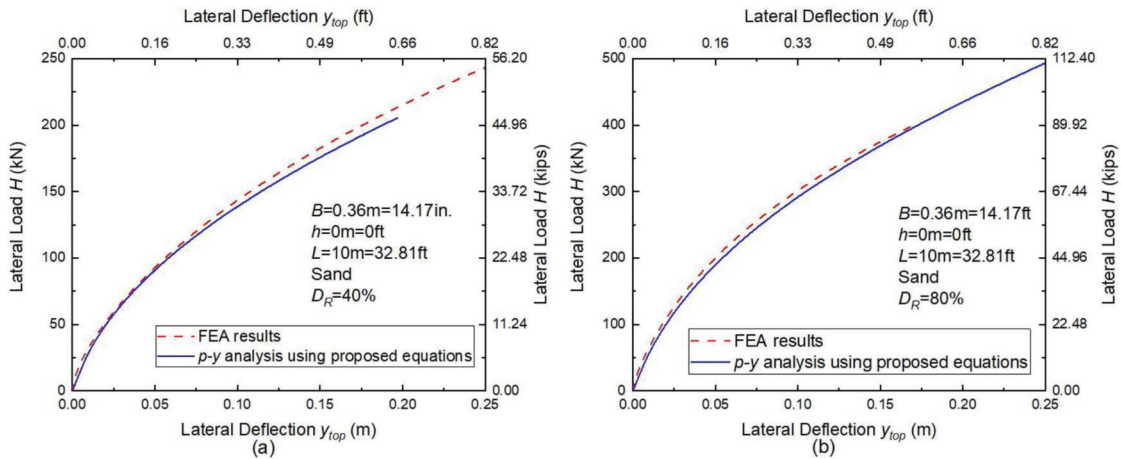 Lateral Deflection ytop (ft)
0.00 0.16 0.33 0.49 0.66 0.82
250
200
150
100
50
0
Lateral Load H (kN)
56.20
44.96
33.72
22.48
11.24
0.00
Lateral Load H (kips)
B=0.36m=14.17in.
h=0m=0ft
L=10m=32.81ft
Sand
DR=40%
FEA results
p-y analysis using proposed equations
0.00 0.05 0.10 0.15 0.20 0.25
Lateral Deflection ytop (m)
(a)
Lateral Deflection ytop (ft)
0.00 0.16 0.33 0.49 0.66 0.82
500
400
300
200
100
0
Lateral Load H (kN)
112.40
89.92
67.44
44.96
22.48
0.00
Lateral Load H (kips)
B=0.36m=14.17ft
h=0m=0ft
L=10m=32.81ft
Sand
DR=80%
FEA results
p-y analysis using proposed equations
0.00 0.05 0.10 0.15 0.20 0.25
Lateral Deflection ytop (m)
(b)